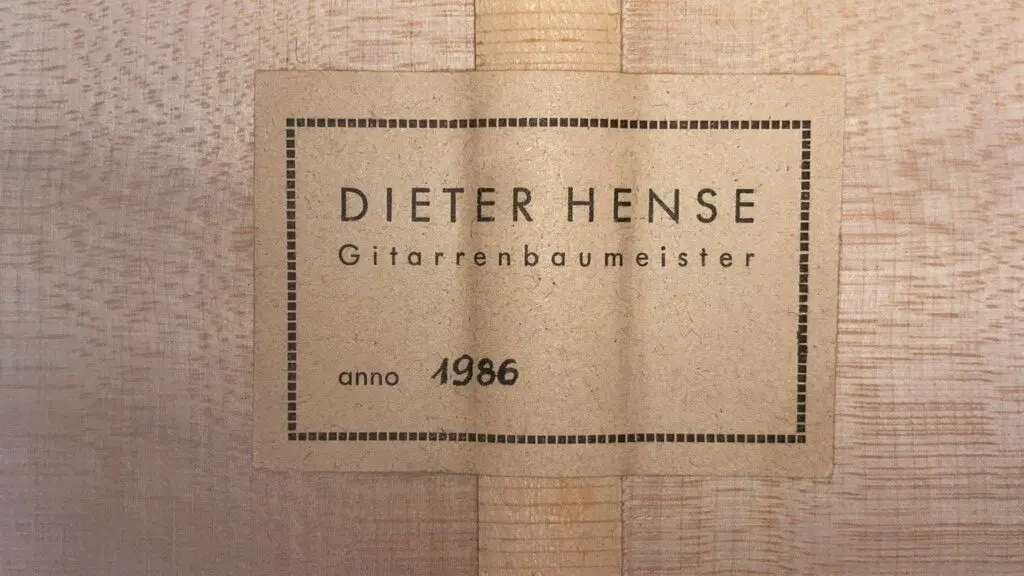 DIETER HENSE
Gitarrenbaumeister
anno 1986